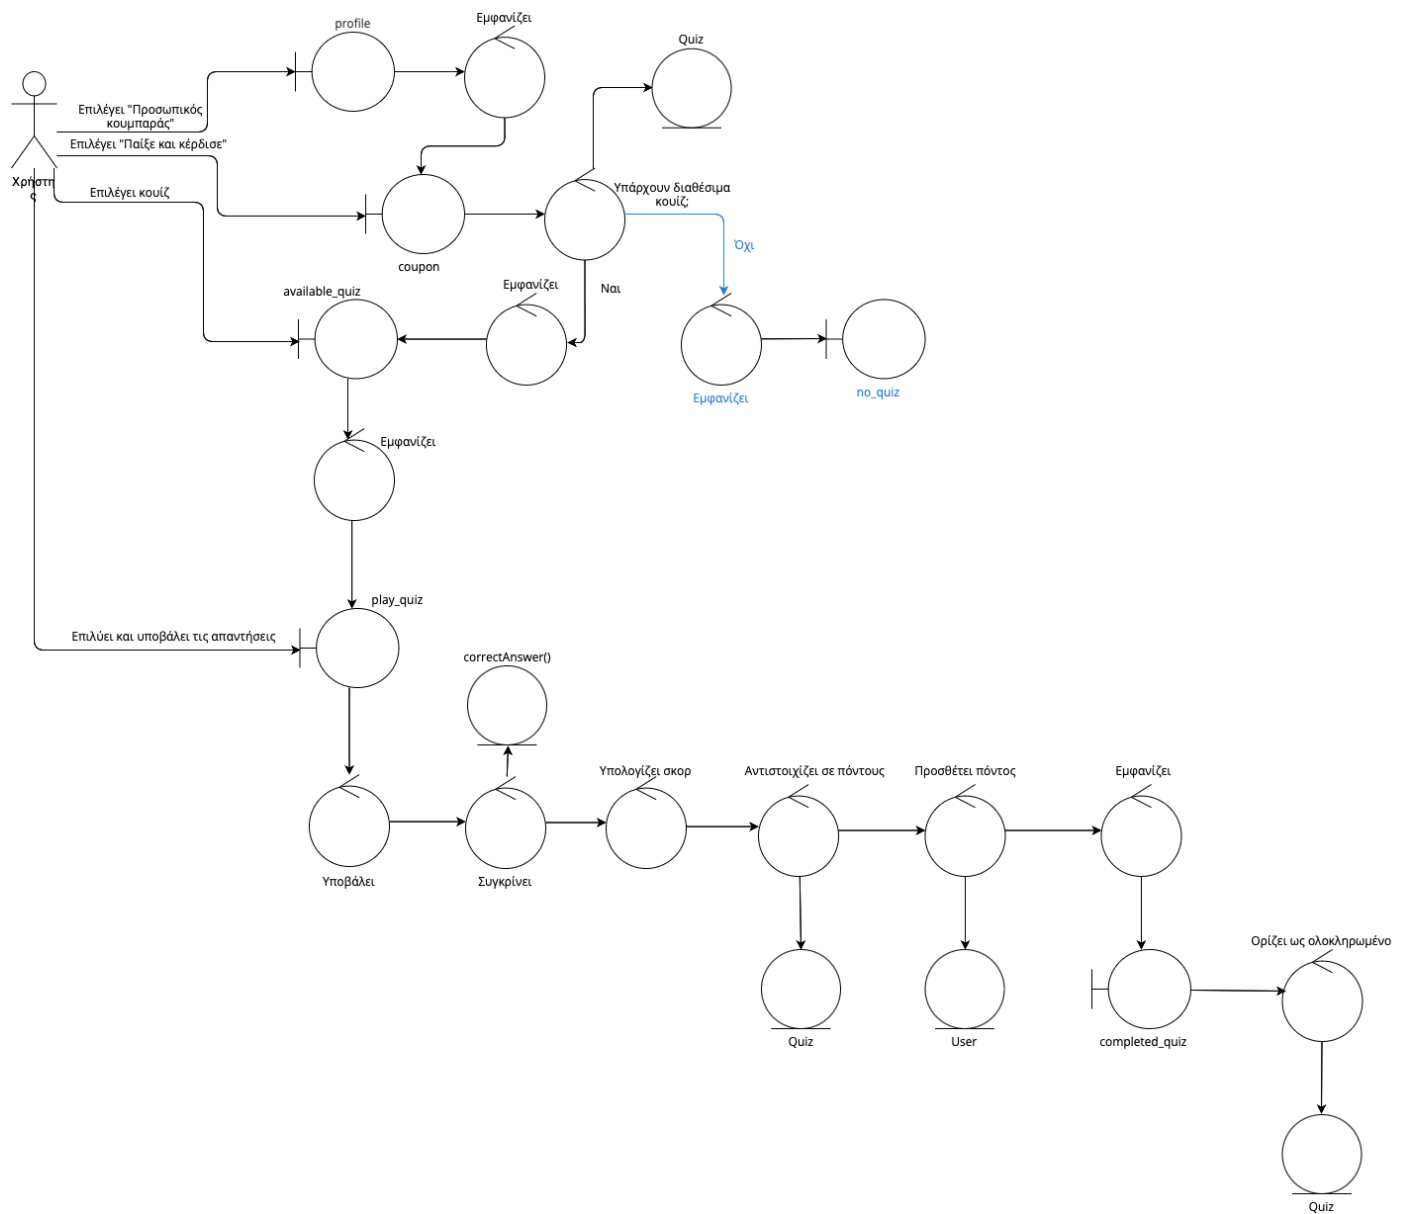 profile
Εμφανίζει
Quiz
Επιλέγει "Προσωπικός
κουμπαράς"
Επιλέγει "Παίξε και κέρδισε"
Χρήστη
ς
Επιλέγει κουίζ
Υπάρχουν διαθέσιμα
κουίζ;
Όχι
coupon
available_quiz
Εμφανίζει
Ναι
Εμφανίζει
no_quiz
Εμφανίζει
play_quiz
Επιλύει και υποβάλει τις απαντήσεις
correctAnswer()
Υπολογίζει σκορ
Αντιστοιχίζει σε πόντους
Προσθέτει πόντος
Εμφανίζει
Υποβάλει
Συγκρίνει
Ορίζει ως ολοκληρωμένο
Quiz
User
completed_quiz
Quiz